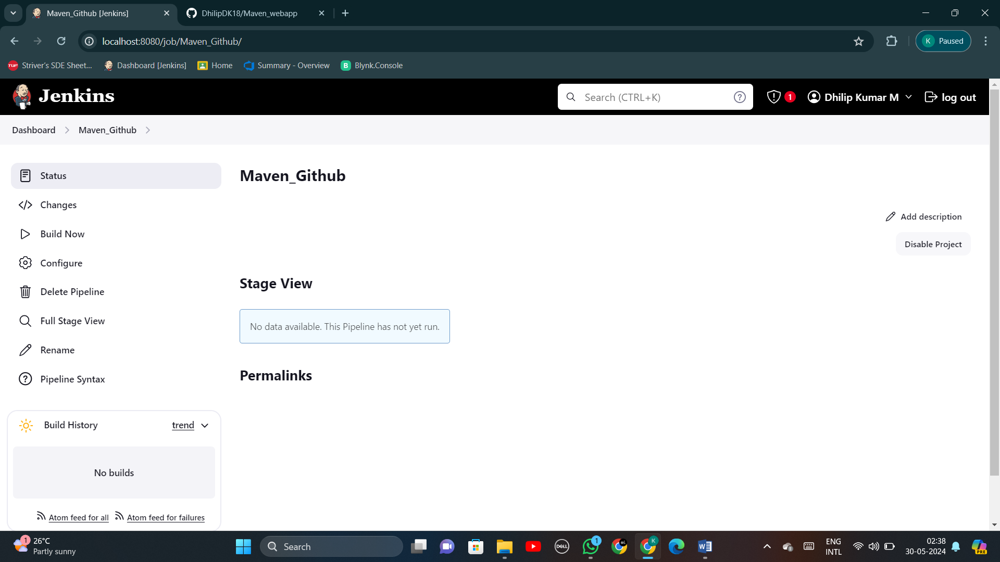 Maven_Github [Jenkins]
DhilipDK18/Maven_webapp
localhost:8080/job/Maven_Github/
K Paused
TUF Striver's SDE Sheet...
Dashboard [Jenkins]
Home
Summary - Overview
B Blynk.Console
Jenkins
Search (CTRL+K)
1
Dhilip Kumar M
log out
Dashboard
Maven_Github
Status
Changes
Build Now
Configure
Delete Pipeline
Full Stage View
Rename
Pipeline Syntax
Build History
trend
No builds
Atom feed for all
Atom feed for failures
Maven_Github
Add description
Disable Project
Stage View
No data available. This Pipeline has not yet run.
Permalinks
1
26°C
Partly sunny
Search
DELL
1
K
W
ENG
INTL
02:38
30-05-2024
PRE